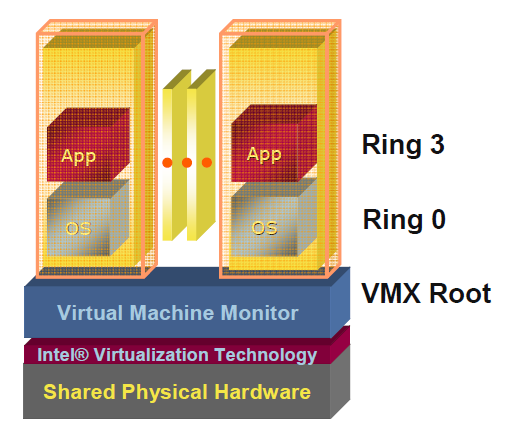 App
App
Ring 3
OS
OS
Ring 0
VMX Root
Virtual Machine Monitor
Intel® Virtualization Technology
Shared Physical Hardware